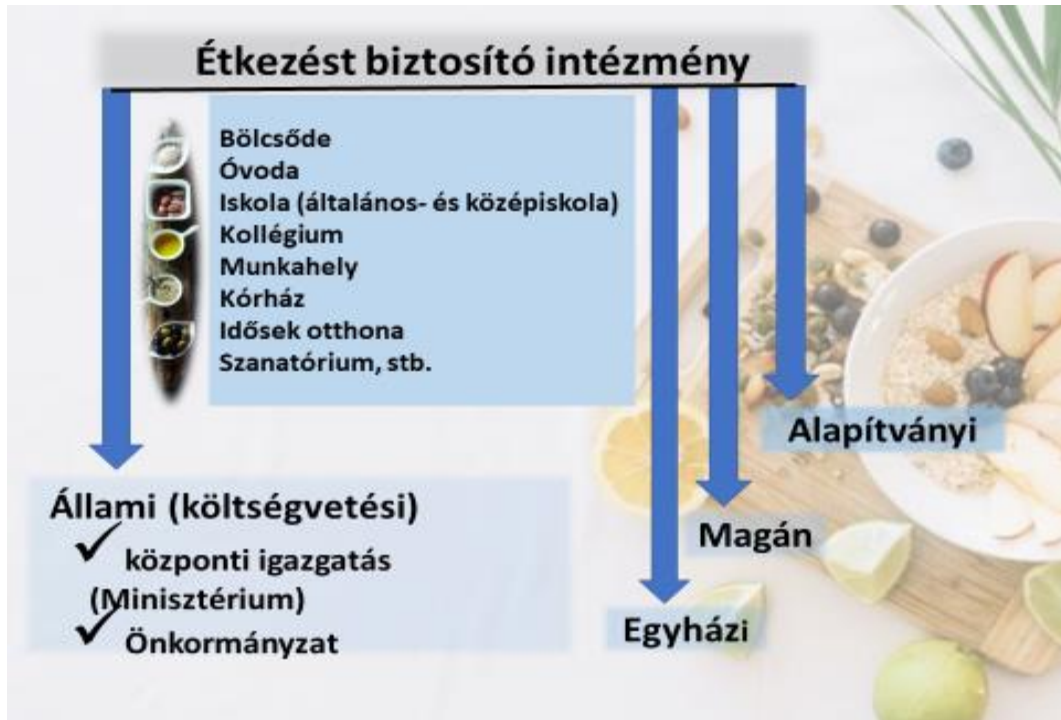 Étkezést biztosító intézmény
Bölcsőde
Óvoda
Iskola (általános- és középiskola)
Kollégium
Munkahely
Kórház
Idősek otthona
Szanatórium, stb.
Alapítványi
Magán
Egyházi
Állami (költségvetési)
központi igazgatás
(Minisztérium)
Önkormányzat